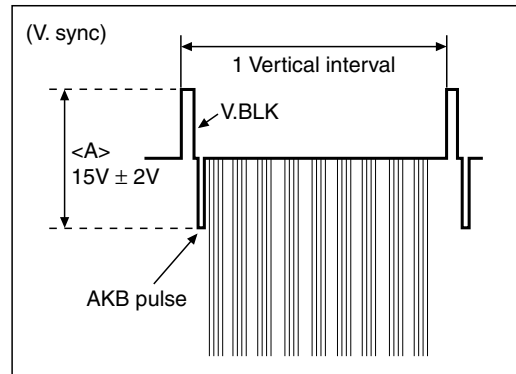 (V. sync)
1 Vertical interval
V.BLK
<A>
15V ± 2V
AKB pulse